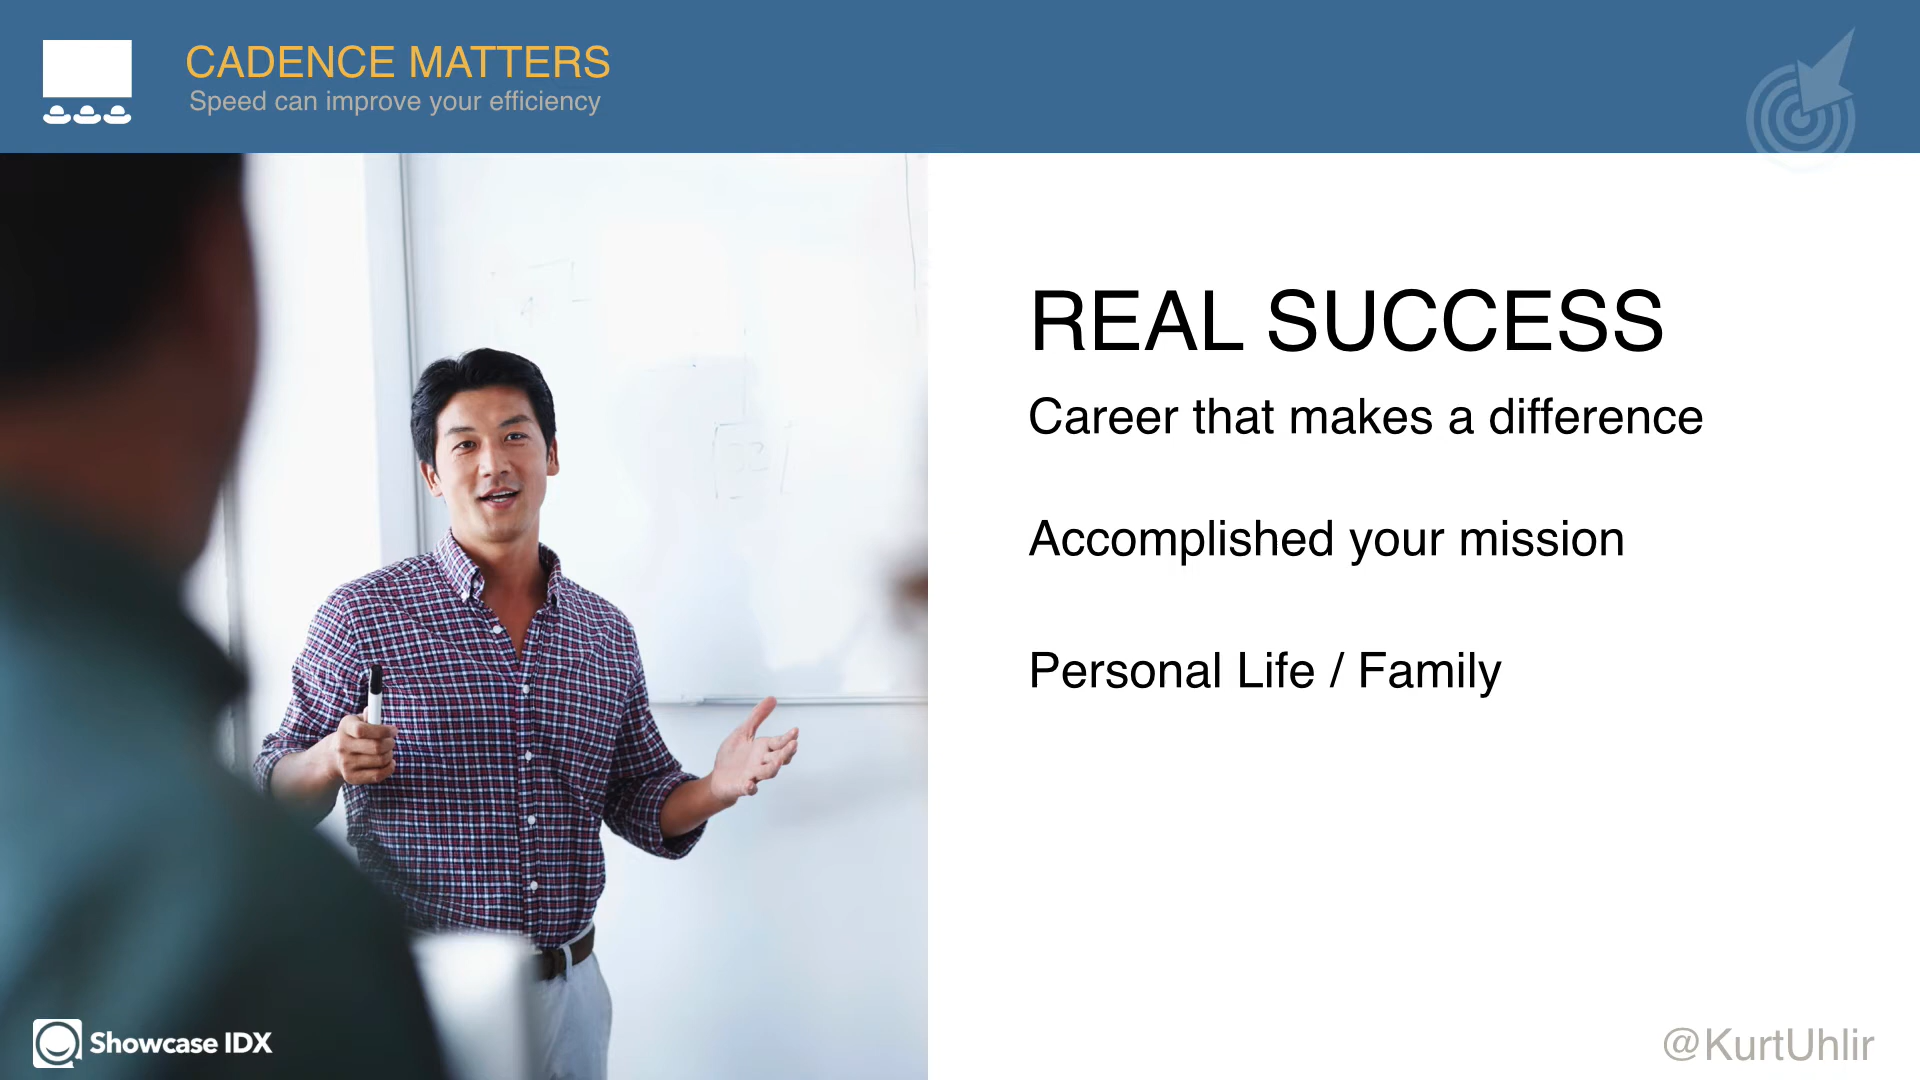 CADENCE MATTERS
Speed can improve your efficiency
REAL SUCCESS
Career that makes a difference
Accomplished your mission
Personal Life / Family
Showcase IDX
@KurtUhlir